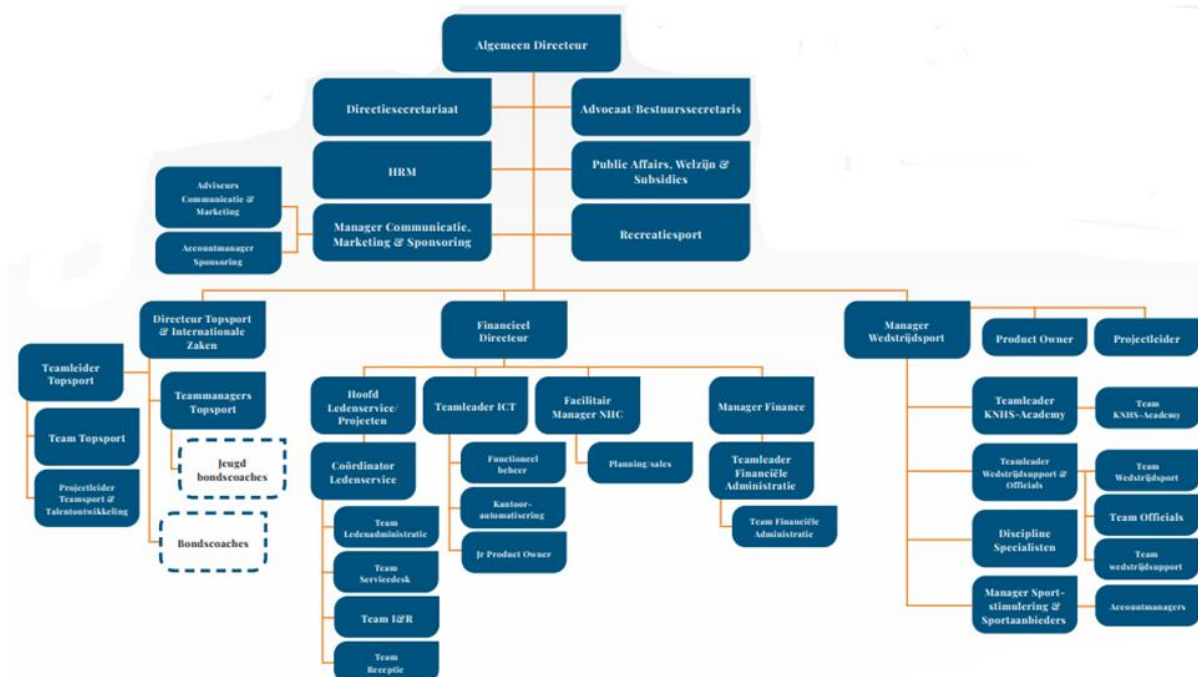 Algemeen Directeur
Directiesecretariaat
Advocaat/Bestuurssecretaris
HRM
Public Affairs, Welzijn &
Subsidies
Adviseurs
Communicatie &
Marketing
Accountmanager
Sponsoring
Manager Communicatie,
Marketing & Sponsoring
Recreatiesport
Directeur Topsport
& Internationale
Zaken
Financieel
Directeur
Manager
Wedstrijdsport
Product Owner
Projectleider
Teamleider
Topsport
Team Topsport
Projectleider
Teamsport &
Talentontwikkeling
Teammanagers
Topsport
Jeugd
bondscoaches
Bondscoaches
Hoofd
Ledenservice/
Projecten
Coördinator
Ledenservice
Team
Ledenadministratie
Team
Servicedesk
Team I&R
Team
Receptie
Teamleader ICT
Functioneel
beheer
Kantoor-
automatisering
Jr Product Owner
Facilitair
Manager NHC
Planning/sales
Manager Finance
Teamleader
Financiële
Administratie
Team Financiële
Administratie
Teamleader
KNHS-Academy
Team
KNHS-Academy
Teamleader
Wedstrijdsupport &
Officials
Team
Wedstrijdsport
Team Officials
Team
wedstrijdsupport
Discipline
Specialisten
Manager Sport-
stimulering &
Sportaanbieders
Accountmanagers